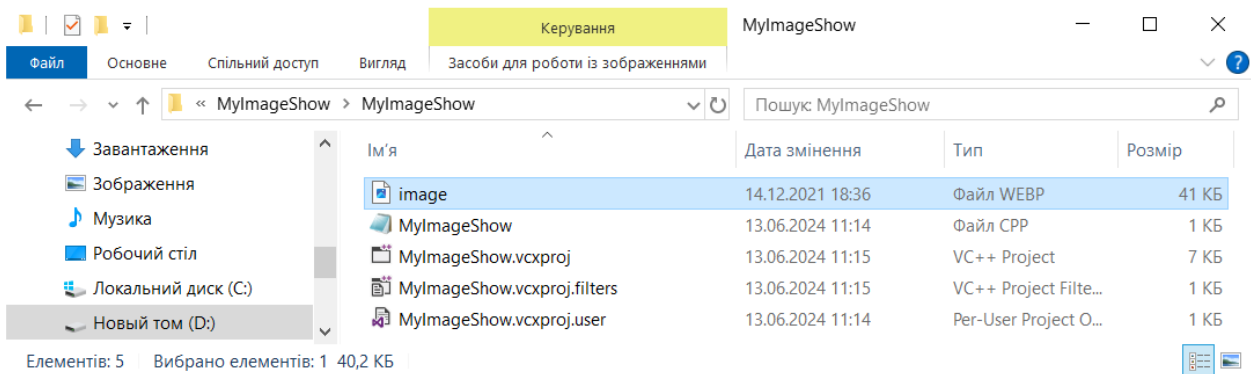 Керування MyImageShow
Файл Основне Спільний доступ Вигляд Засоби для роботи із зображеннями ?
« MyImageShow > MyImageShow Пошук: MyImageShow
Завантаження Ім'я Дата змінення Тип Розмір
Зображення image 14.12.2021 18:36 Файл WEBP 41 КБ
Музика MyImageShow 13.06.2024 11:14 Файл CPP 1 КБ
Робочий стіл MyImageShow.vcxproj 13.06.2024 11:15 VC++ Project 7 КБ
Локальний диск (C:) MyImageShow.vcxproj.filters 13.06.2024 11:15 VC++ Project Filte... 1 КБ
Новый том (D:) MyImageShow.vcxproj.user 13.06.2024 11:14 Per-User Project O... 1 КБ
Елементів: 5 Вибрано елементів: 1 40,2 КБ